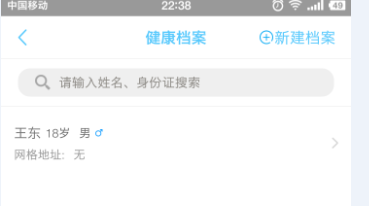 中国移动 22:38 49
健康档案 新建档案
请输入姓名、身份证搜索
王东 18岁 男
网格地址: 无